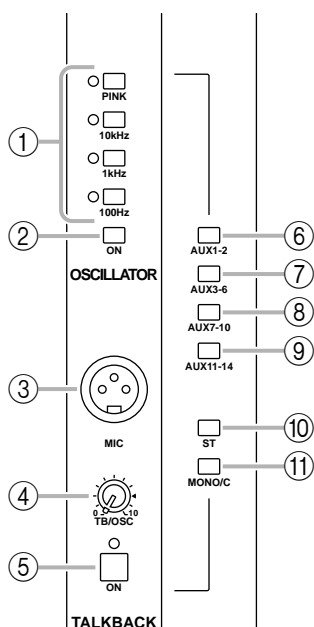 PINK
10kHz
1kHz
100Hz
ON
OSCILLATOR
MIC
0 10
TB/OSC
ON
TALKBACK
AUX1-2
AUX3-6
AUX7-10
AUX11-14
ST
MONO/C
1
2
3
4
5
6
7
8
9
10
11